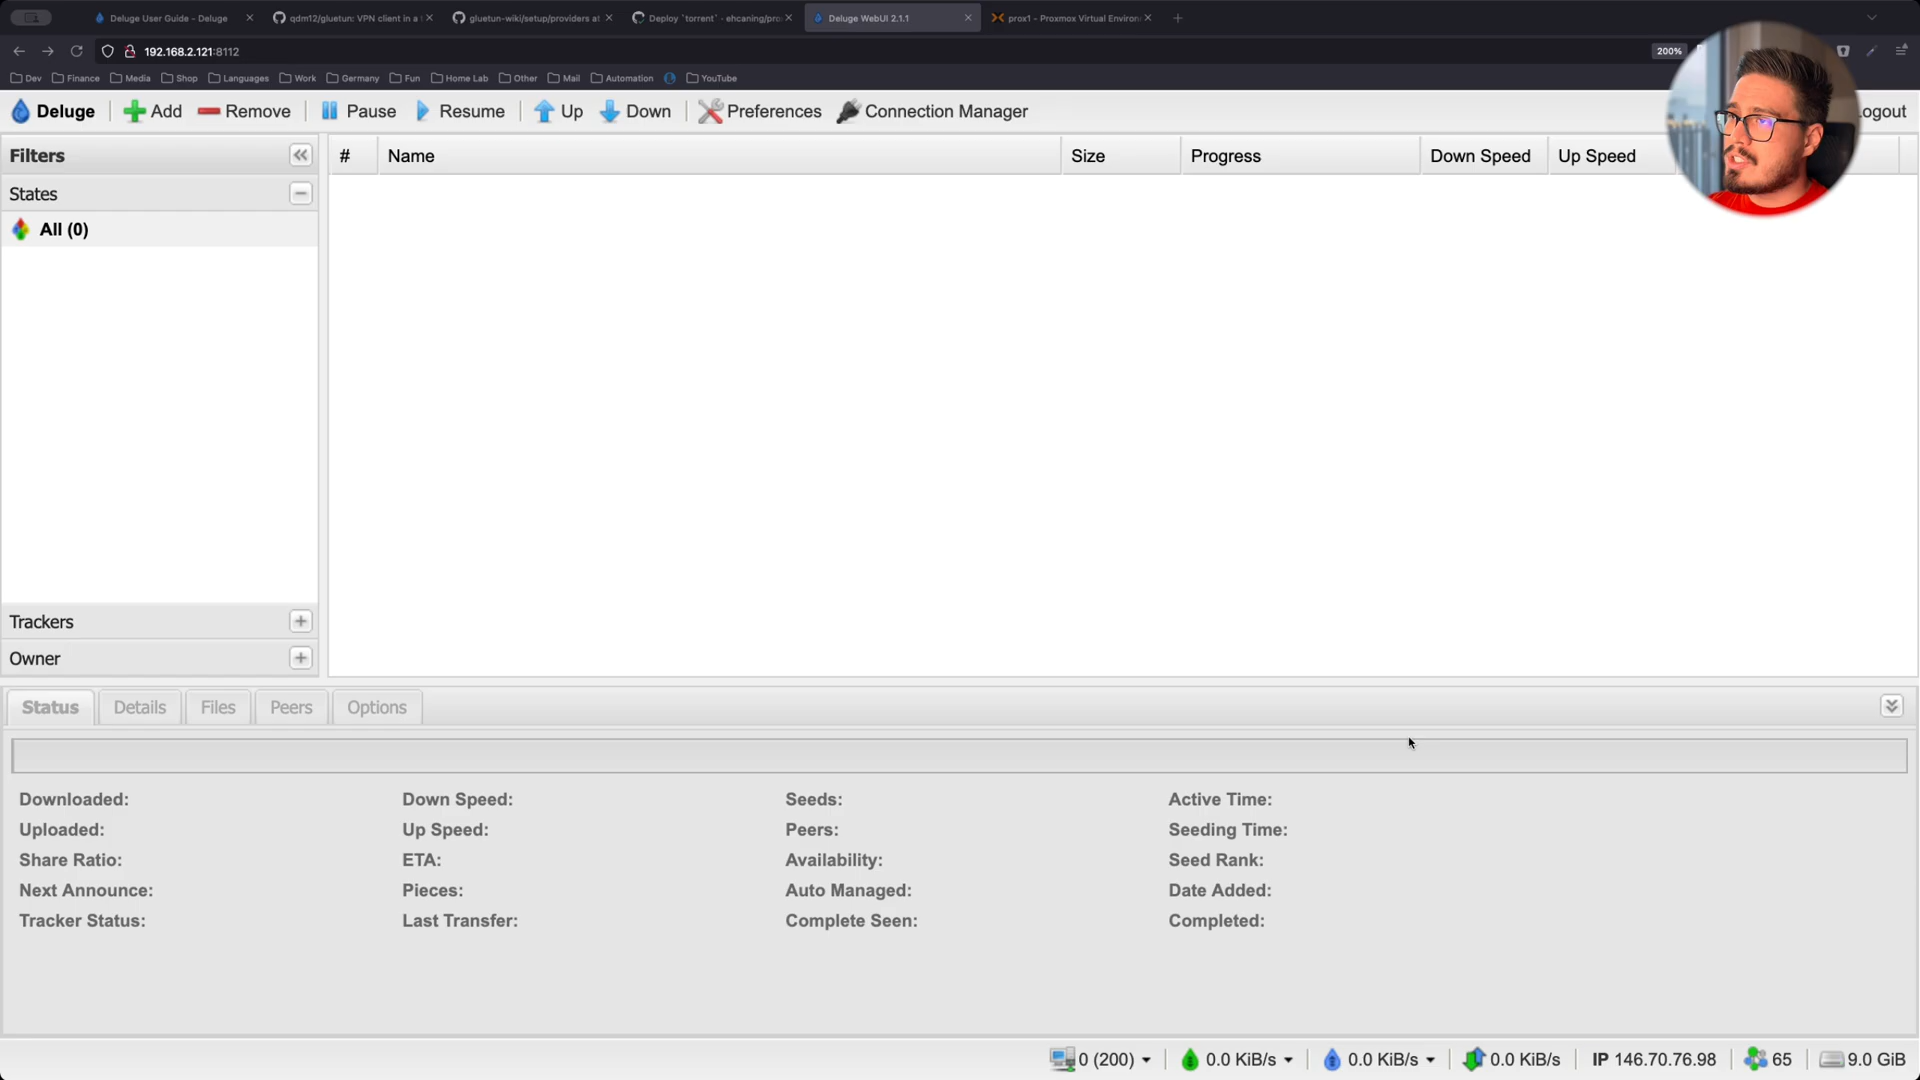 Deluge User Guide - Deluge
qdm12/gluetun: VPN client in a t
gluetun-wiki/setup/providers at
Deploy `torrent` · ehcaning/pro
Deluge WebUI 2.1.1
prox1 - Proxmox Virtual Environ
192.168.2.121:8112
200%
Dev
Finance
Media
Shop
Languages
Work
Germany
Fun
Home Lab
Other
Mail
Automation
YouTube
Deluge
Add
Remove
Pause
Resume
Up
Down
Preferences
Connection Manager
ogout
Filters
#
Name
Size
Progress
Down Speed
Up Speed
States
All (0)
Trackers
Owner
Status
Details
Files
Peers
Options
Downloaded:
Down Speed:
Seeds:
Active Time:
Uploaded:
Up Speed:
Peers:
Seeding Time:
Share Ratio:
ETA:
Availability:
Seed Rank:
Next Announce:
Pieces:
Auto Managed:
Date Added:
Tracker Status:
Last Transfer:
Complete Seen:
Completed:
0 (200)
0.0 KiB/s
0.0 KiB/s
0.0 KiB/s
IP 146.70.76.98
65
9.0 GiB